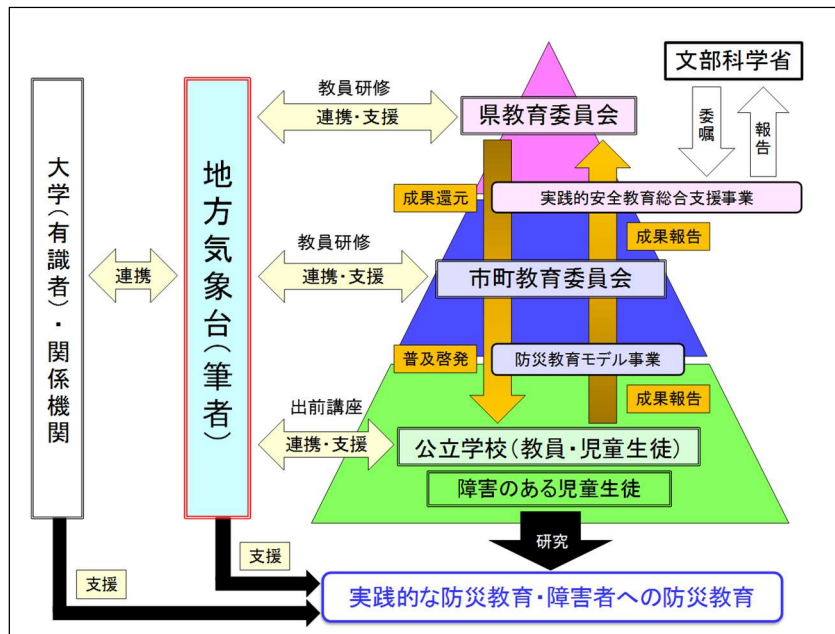 文部科学省
委嘱
報告
教員研修
連携・支援
県教育委員会
成果還元
実践的安全教育総合支援事業
成果報告
大学(有識者)・関係機関
連携
地方気象台(筆者)
教員研修
連携・支援
市町教育委員会
普及啓発
防災教育モデル事業
成果報告
出前講座
連携・支援
公立学校(教員・児童生徒)
障害のある児童生徒
研究
支援
支援
実践的な防災教育・障害者への防災教育